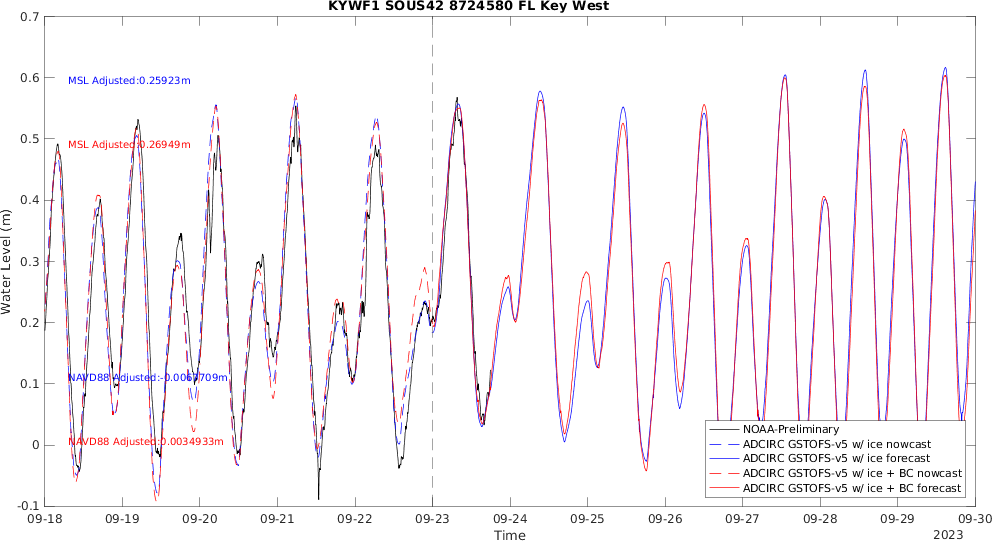 KYWF1 SOUS42 8724580 FL Key West
0.7
0.6
0.5
0.4
0.3
0.2
0.1
0
-0.1
Water Level (m)
MSL Adjusted:0.25923m
MSL Adjusted:0.26949m
NAVD88 Adjusted:0.0034933m
NOAA-Preliminary
ADCIRC GSTOFS-v5 w/ ice nowcast
ADCIRC GSTOFS-v5 w/ ice forecast
ADCIRC GSTOFS-v5 w/ ice + BC nowcast
ADCIRC GSTOFS-v5 w/ ice + BC forecast
09-18 09-19 09-20 09-21 09-22 09-23 09-24 09-25 09-26 09-27 09-28 09-29 09-30
Time
2023